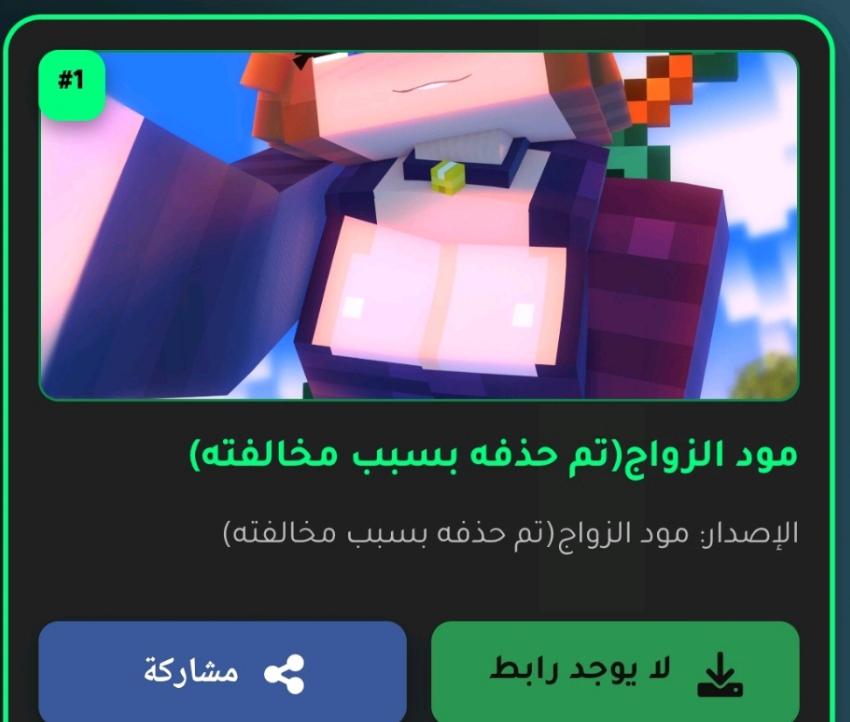 #1
مود الزواج(تم حذفه بسبب مخالفته)
الإصدار: مود الزواج(تم حذفه بسبب مخالفته)
لا يوجد رابط
مشاركة